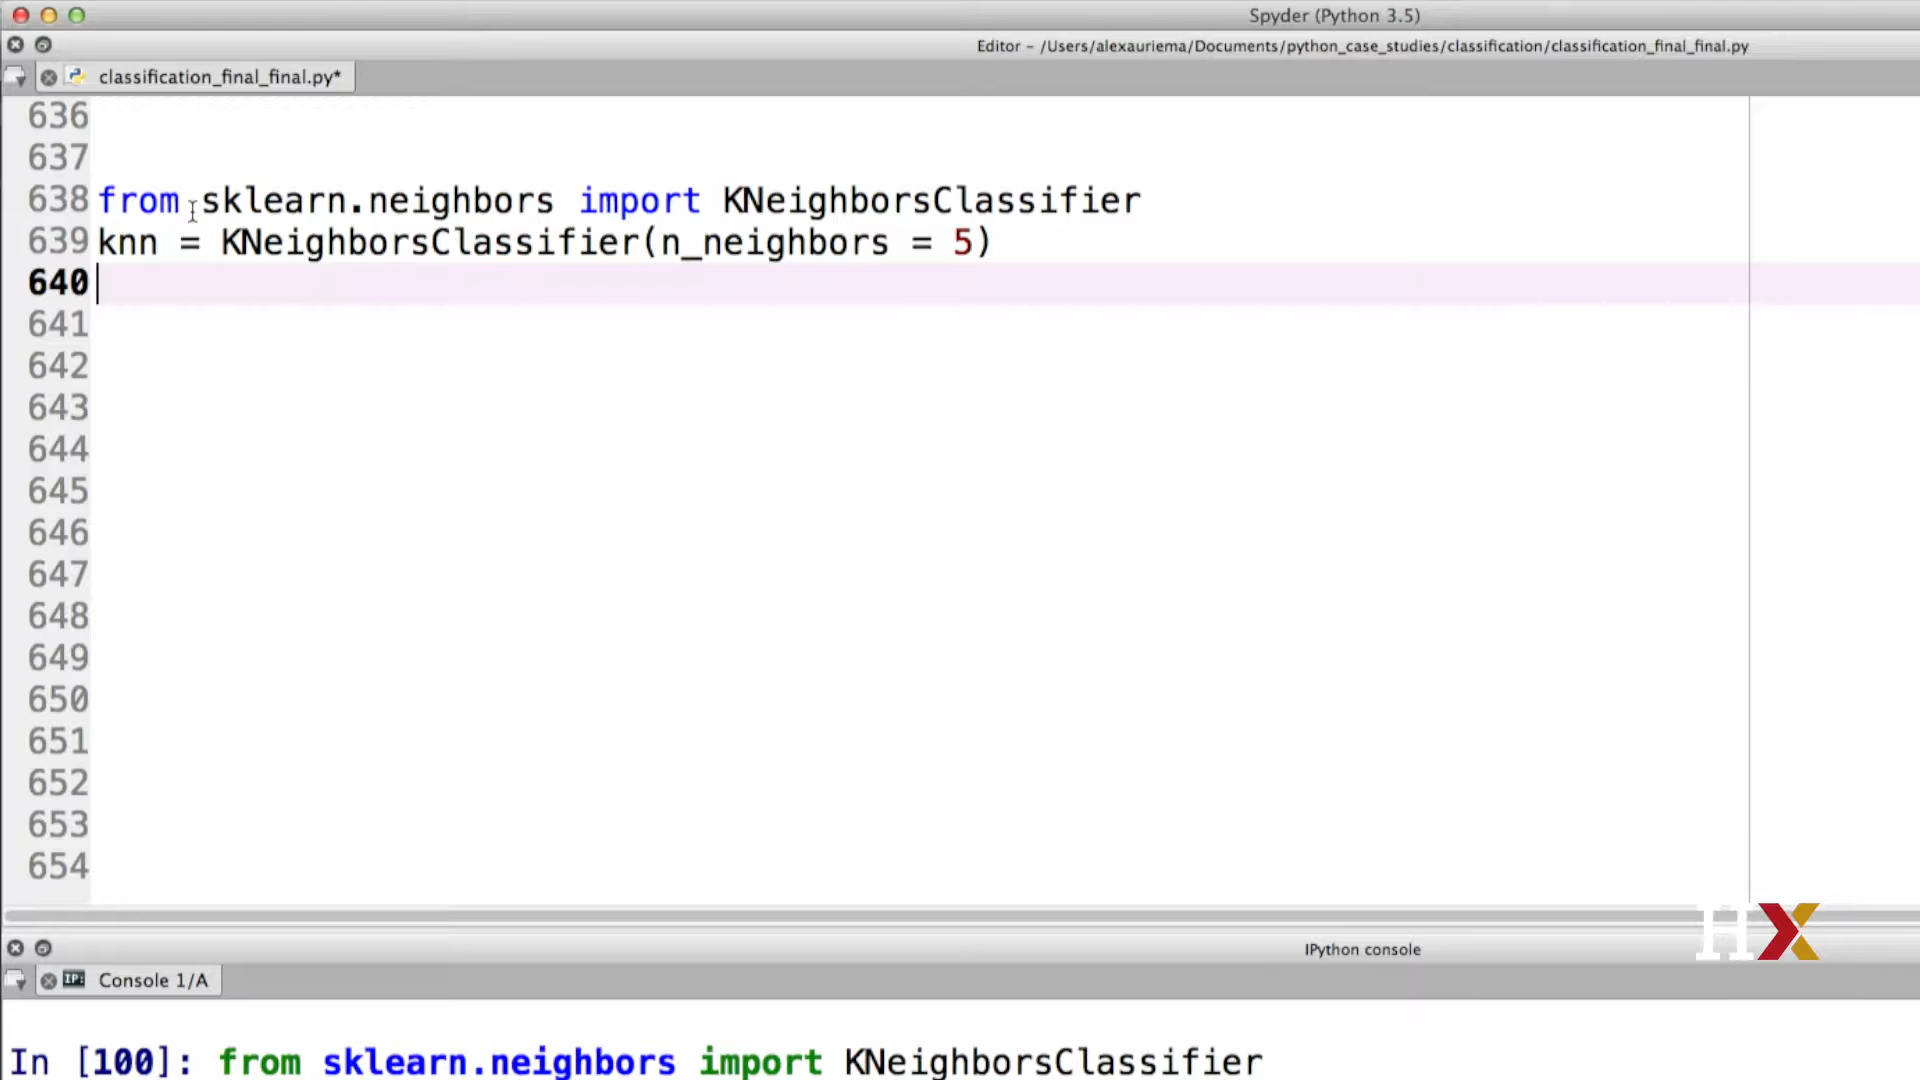 Spyder (Python 3.5)
Editor - /Users/alexauriema/Documents/python_case_studies/classification/classification_final_final.py
classification_final_final.py*
636
637
638 from sklearn.neighbors import KNeighborsClassifier
639 knn = KNeighborsClassifier(n_neighbors = 5)
640
641
642
643
644
645
646
647
648
649
650
651
652
653
654
HX
IPython console
IP: Console 1/A
In [100]: from sklearn.neighbors import KNeighborsClassifier